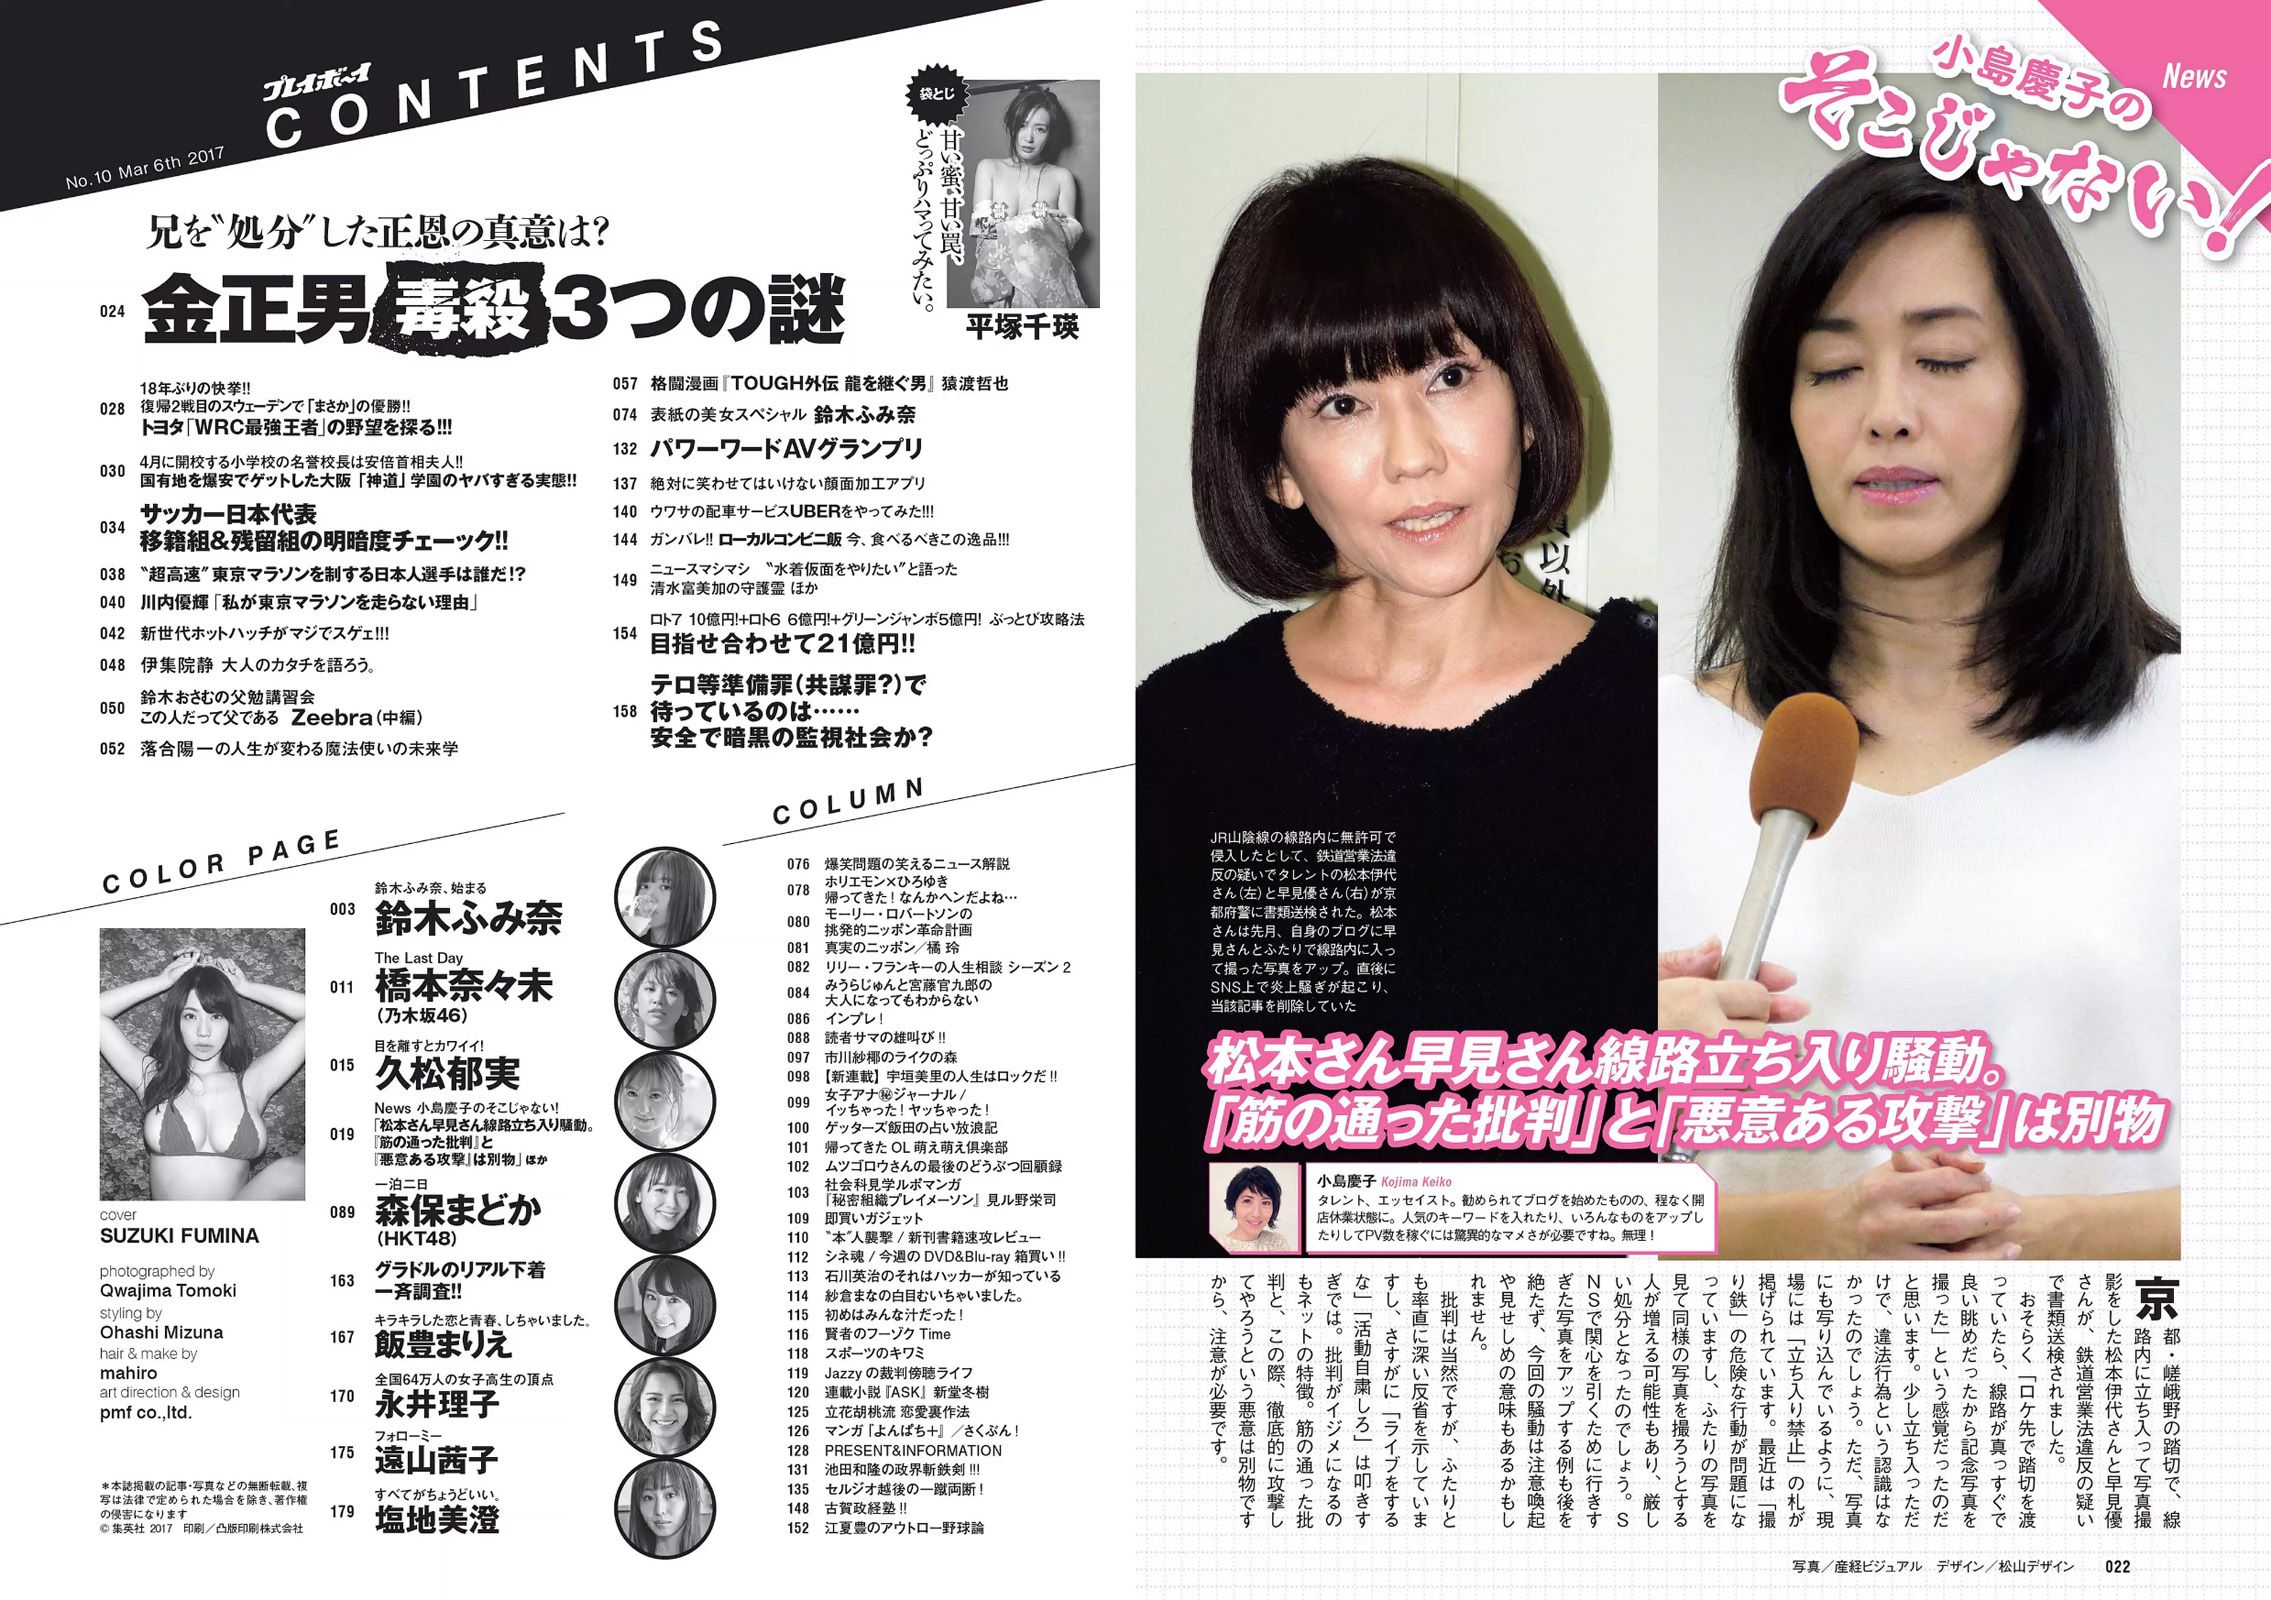 プレイボーイ
CONTENTS
No.10 Mar 6th 2017
袋とじ
甘い蜜、甘い罠、
どっぷりハマってみたい。
平塚千瑛
兄を〝処分〟した正恩の真意は?
024 金正男毒殺3つの謎
18年ぶりの快挙!!
028 復帰2戦目のスウェーデンで「まさか」の優勝!!
トヨタ「WRC最強王者」の野望を探る!!!
030 4月に開校する小学校の名誉校長は安倍首相夫人!!
国有地を爆安でゲットした大阪「神道」学園のヤバすぎる実態!!
034 サッカー日本代表
移籍組&残留組の明暗度チェーック!!
038 〝超高速〟東京マラソンを制する日本人選手は誰だ!?
040 川内優輝「私が東京マラソンを走らない理由」
042 新世代ホットハッチがマジでスゲェ!!!
048 伊集院静 大人のカタチを語ろう。
050 鈴木おさむの父勉講習会
この人だって父である Zeebra(中編)
052 落合陽一の人生が変わる魔法使いの未来学
057 格闘漫画『TOUGH外伝 龍を継ぐ男』猿渡哲也
074 表紙の美女スペシャル 鈴木ふみ奈
132 パワーワードAVグランプリ
137 絶対に笑わせてはいけない顔面加工アプリ
140 ウワサの配車サービスUBERをやってみた!!!
144 ガンバレ!! ローカルコンビニ飯 今、食べるべきこの逸品!!!
149 ニュースマシマシ 〝水着仮面をやりたい〟と語った
清水富美加の守護霊 ほか
ロト7 10億円!+ロト6 6億円!+グリーンジャンボ5億円! ぶっとび攻略法
154 目指せ合わせて21億円!!
テロ等準備罪(共謀罪?)で
158 待っているのは……
安全で暗黒の監視社会か?
COLOR PAGE
cover
SUZUKI FUMINA
photographed by
Qwajima Tomoki
styling by
Ohashi Mizuna
hair & make by
mahiro
art direction & design
pmf co.,ltd.
＊本誌掲載の記事・写真などの無断転載、複
写は法律で定められた場合を除き、著作権
の侵害になります
© 集英社 2017 印刷／凸版印刷株式会社
鈴木ふみ奈、始まる
003 鈴木ふみ奈
The Last Day
011 橋本奈々未
(乃木坂46)
目を離すとカワイイ!
015 久松郁実
News 小島慶子のそこじゃない!
019 「松本さん早見さん線路立ち入り騒動。
『筋の通った批判』と
『悪意ある攻撃』は別物」ほか
一泊二日
089 森保まどか
(HKT48)
163 グラドルのリアル下着
一斉調査!!
キラキラした恋と青春、しちゃいました。
167 飯豊まりえ
全国64万人の女子高生の頂点
170 永井理子
フォローミー
175 遠山茜子
すべてがちょうどいい。
179 塩地美澄
COLUMN
076 爆笑問題の笑えるニュース解説
078 ホリエモン×ひろゆき
帰ってきた! なんかヘンだよね…
080 モーリー・ロバートソンの
挑発的ニッポン革命計画
081 真実のニッポン／橘 玲
082 リリー・フランキーの人生相談 シーズン2
084 みうらじゅんと宮藤官九郎の
大人になってもわからない
086 インプレ!
088 読者サマの雄叫び!!
097 市川紗椰のライクの森
098 【新連載】宇垣美里の人生はロックだ!!
099 女子アナ㊙ジャーナル /
イッちゃった! ヤッちゃった!
100 ゲッターズ飯田の占い放浪記
101 帰ってきたOL萌え萌え倶楽部
102 ムツゴロウさんの最後のどうぶつ回顧録
103 社会科見学ルポマンガ
『秘密組織プレイメーソン』見ル野栄司
109 即買いガジェット
110 〝本〟人襲撃 / 新刊書籍速攻レビュー
112 シネ魂 / 今週のDVD&Blu-ray 箱買い!!
113 石川英治のそれはハッカーが知っている
114 紗倉まなの白目むいちゃいました。
115 初めはみんな汁だった!
116 賢者のフーゾクTime
118 スポーツのキワミ
119 Jazzyの裁判傍聴ライフ
120 連載小説『ASK』新堂冬樹
125 立花胡桃流 恋愛裏作法
126 マンガ『よんぱち+』／さくぶん!
128 PRESENT&INFORMATION
131 池田和隆の政界斬鉄剣!!!
135 セルジオ越後の一蹴両断!
148 古賀政経塾!!
152 江夏豊のアウトロー野球論
News
小島慶子の
そこじゃない!
員以外
ち
JR山陰線の線路内に無許可で
侵入したとして、鉄道営業法違
反の疑いでタレントの松本伊代
さん(左)と早見優さん(右)が京
都府警に書類送検された。松本
さんは先月、自身のブログに早
見さんとふたりで線路内に入っ
て撮った写真をアップ。直後に
SNS上で炎上騒ぎが起こり、
当該記事を削除していた
松本さん早見さん線路立ち入り騒動。
「筋の通った批判」と「悪意ある攻撃」は別物
小島慶子 Kojima Keiko
タレント、エッセイスト。勧められてブログを始めたものの、程なく開
店休業状態に。人気のキーワードを入れたり、いろんなものをアップし
たりしてPV数を稼ぐには驚異的なマメさが必要ですね。無理!
京都・嵯峨野の踏切で、線
路内に立ち入って写真撮
影をした松本伊代さんと早見優
さんが、鉄道営業法違反の疑い
で書類送検されました。
おそらく「ロケ先で踏切を渡
っていたら、線路が真っすぐで
良い眺めだったから記念写真を
撮った」という感覚だったのだ
と思います。少し立ち入っただ
けで、違法行為という認識はな
かったのでしょう。ただ、写真
にも写り込んでいるように、現
場には「立ち入り禁止」の札が
掲げられています。最近は「撮
り鉄」の危険な行動が問題にな
っていますし、ふたりの写真を
見て同様の写真を撮ろうとする
人が増える可能性もあり、厳し
い処分となったのでしょう。S
NSで関心を引くために行きす
ぎた写真をアップする例も後を
絶たず、今回の騒動は注意喚起
や見せしめの意味もあるかもし
れません。
批判は当然ですが、ふたりと
も率直に深い反省を示していま
すし、さすがに「ライブをする
な」「活動自粛しろ」は叩きす
ぎでは。批判がイジメになるの
もネットの特徴。筋の通った批
判と、この際、徹底的に攻撃し
てやろうという悪意は別物です
から、注意が必要です。
写真／産経ビジュアル デザイン／松山デザイン 022